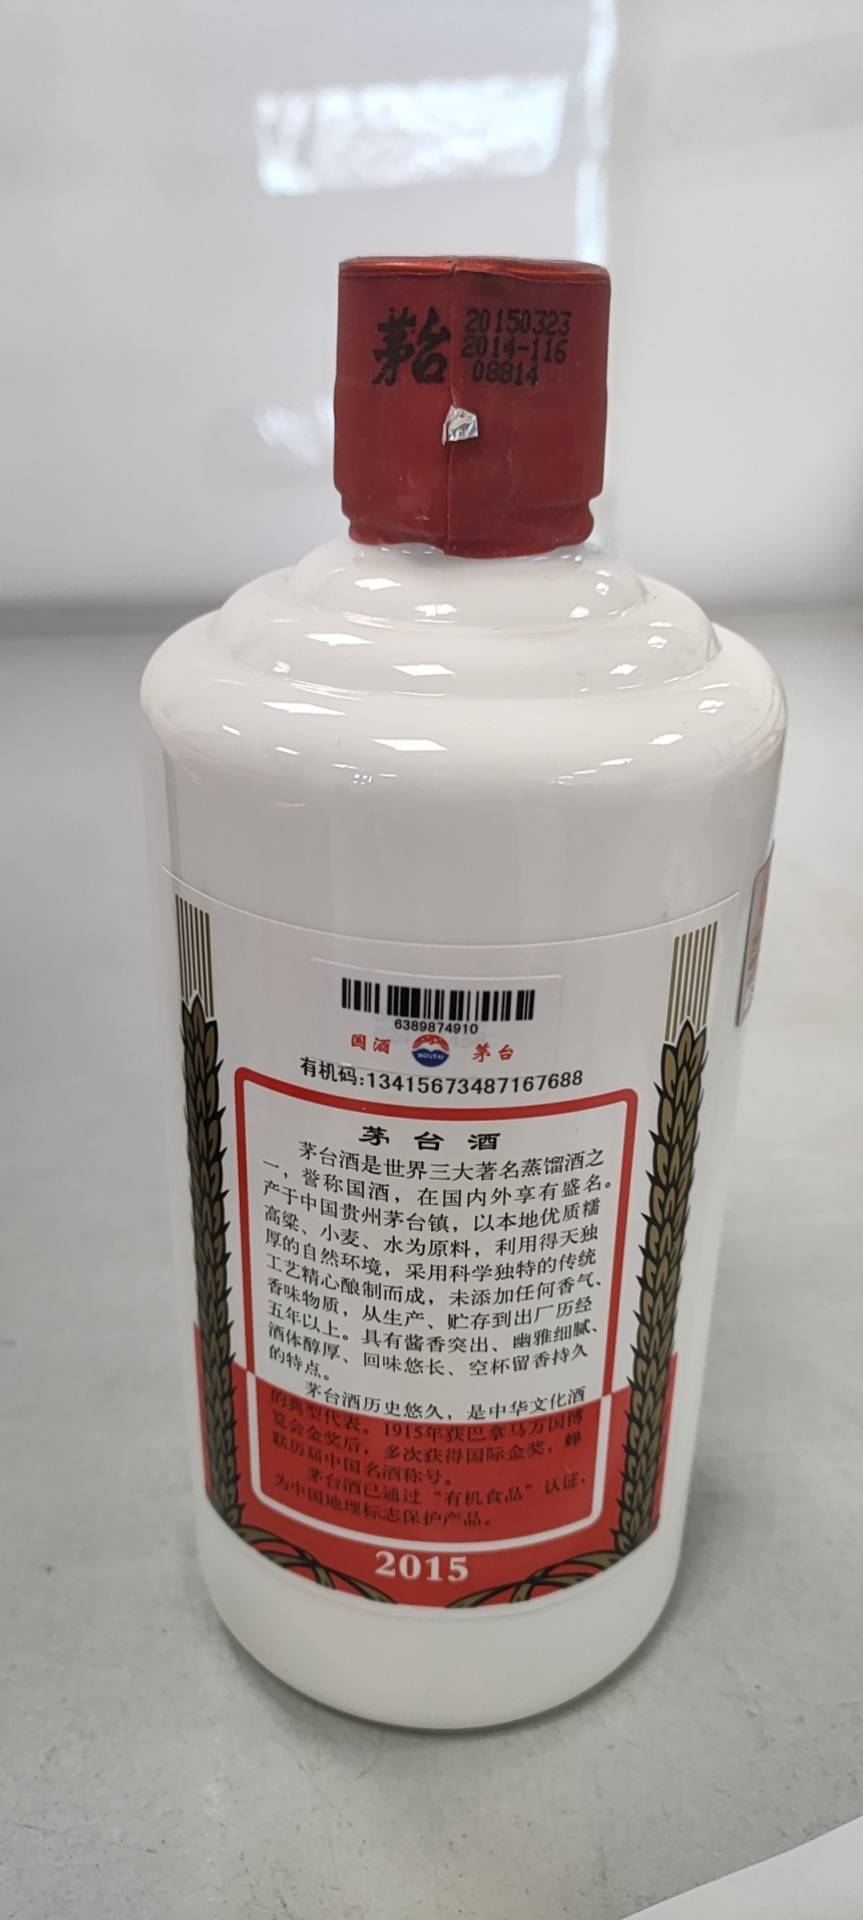 茅台
20150323
2014-116
08814
6389874910
国酒 MOUTAI 茅台
有机码:13415673487167688
茅台酒
茅台酒是世界三大著名蒸馏酒之
一，誉称国酒，在国内外享有盛名。
产于中国贵州茅台镇，以本地优质糯
高粱、小麦、水为原料，利用得天独
厚的自然环境，采用科学独特的传统
工艺精心酿制而成，未添加任何香气、
香味物质，从生产、贮存到出厂历经
五年以上。具有酱香突出、幽雅细腻、
酒体醇厚、回味悠长、空杯留香持久
的特点。
茅台酒历史悠久，是中华文化酒
的典型代表。1915年获巴拿马万国博
览会金奖后，多次获得国际金奖，蝉
联历届中国名酒称号。
茅台酒已通过“有机食品”认证，
为中国地理标志保护产品。
2015